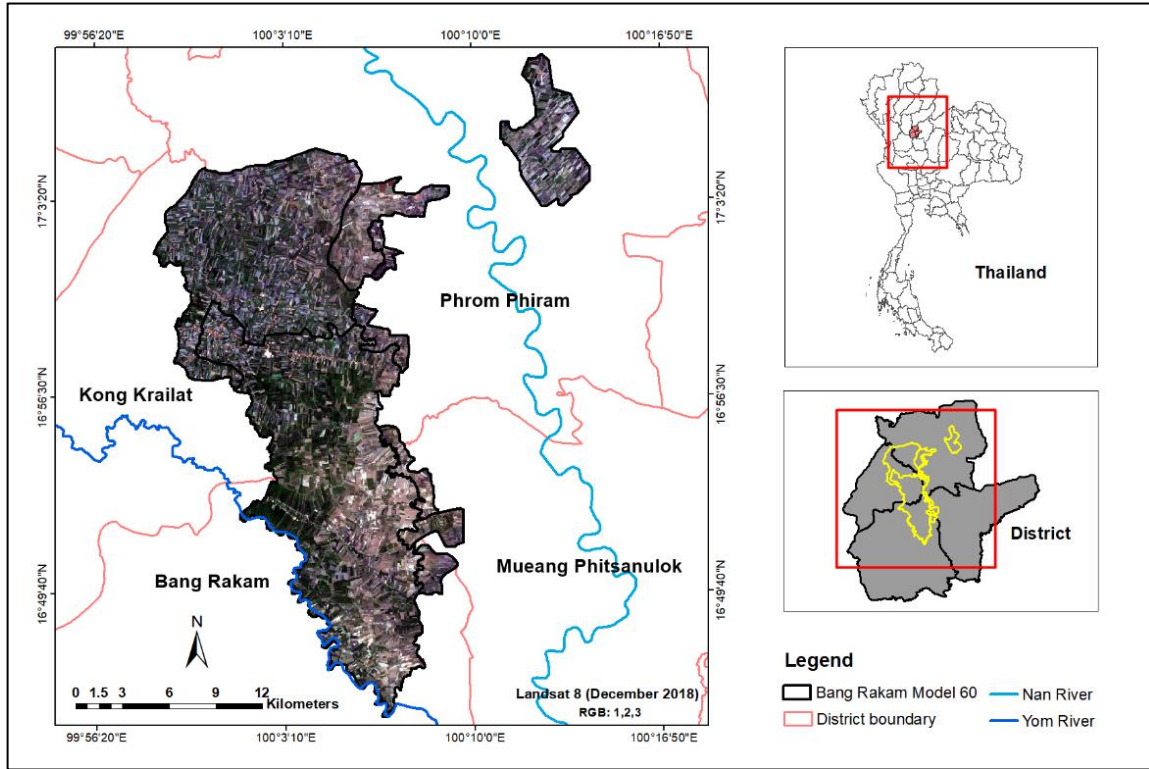 99°56'20"E 100°3'10"E 100°1'0"E 100°16'50"E
17°3'20"N
17°3'20"N
Thailand
Phrom Phiram
Kong Krailat
16°56'30"N
16°56'30"N
Bang Rakam
Mueang Phitsanulok
16°49'40"N
16°49'40"N
N
0 1.5 3 6 9 12
Kilometers
Landsat 8 (December 2018)
RGB: 1,2,3
99°56'20"E 100°3'10"E 100°10'0"E 100°16'50"E
District
Legend
Bang Rakam Model 60
Nan River
District boundary
Yom River